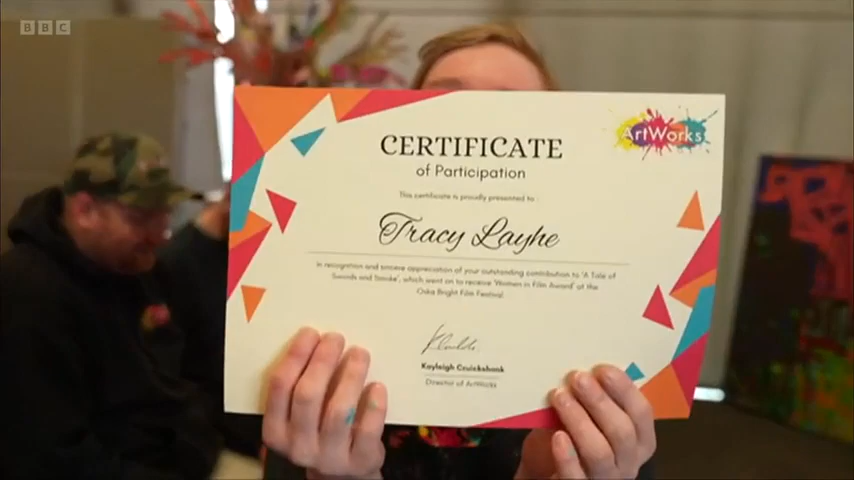 BBC
ArtWorks
CERTIFICATE
of Participation
This certificate is proudly presented to
Tracy Layhe
In recognition and sincere appreciation of your outstanding contribution to 'A Tale of
Swords and Smoke', which went on to receive 'Women in Film Award' at the
Oska Bright Film Festival.
Kayleigh Cruickshank
Director of ArtWorks